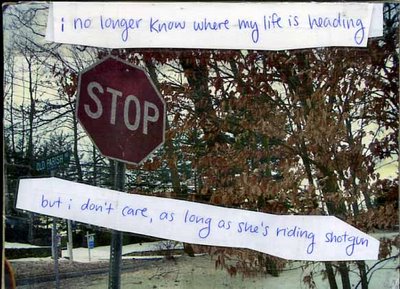 i no longer know where my life is heading
STOP
but i don't care, as long as she's riding shotgun